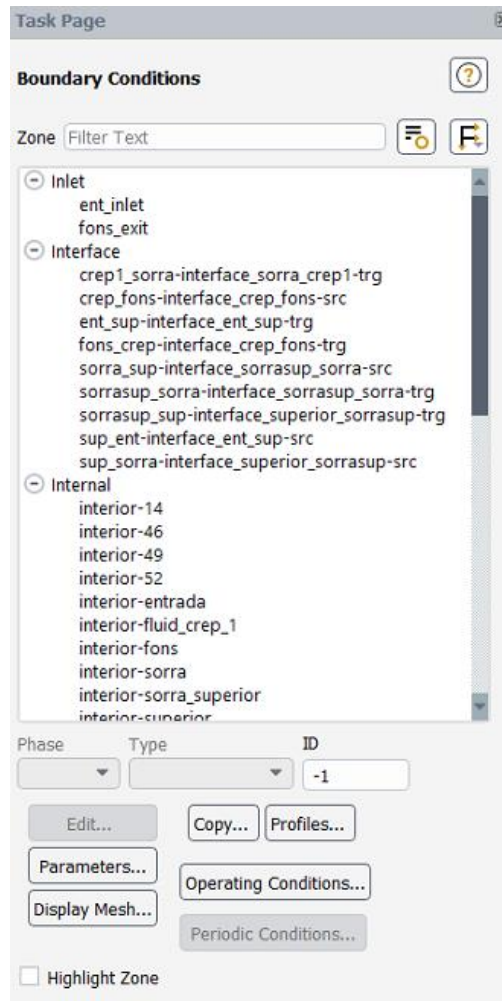 Task Page
Boundary Conditions
?
Zone Filter Text
Inlet
ent_inlet
fons_exit
Interface
crep1_sorra-interface_sorra_crep1-trg
crep_fons-interface_crep_fons-src
ent_sup-interface_ent_sup-trg
fons_crep-interface_crep_fons-trg
sorra_sup-interface_sorrasup_sorra-src
sorrasup_sorra-interface_sorrasup_sorra-trg
sorrasup_sup-interface_superior_sorrasup-trg
sup_ent-interface_ent_sup-src
sup_sorra-interface_superior_sorrasup-src
Internal
interior-14
interior-46
interior-49
interior-52
interior-entrada
interior-fluid_crep_1
interior-fons
interior-sorra
interior-sorra_superior
interior-superior
Phase Type ID
-1
Edit... Copy... Profiles...
Parameters... Operating Conditions...
Display Mesh... Periodic Conditions...
Highlight Zone